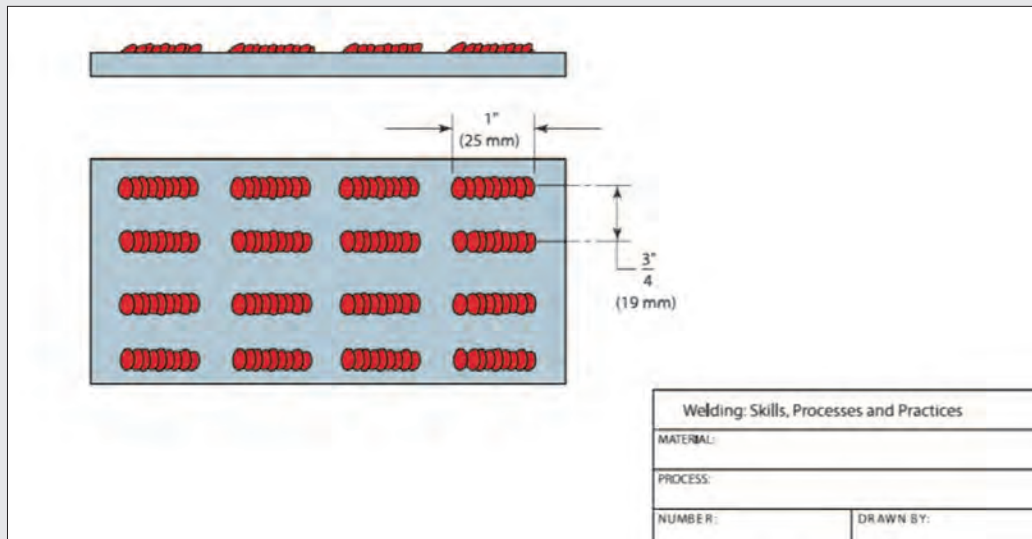 1"
(25 mm)
3"
4
(19 mm)
Welding: Skills, Processes and Practices
MATERIAL:
PROCESS:
NUMBER:
DRAWN BY: